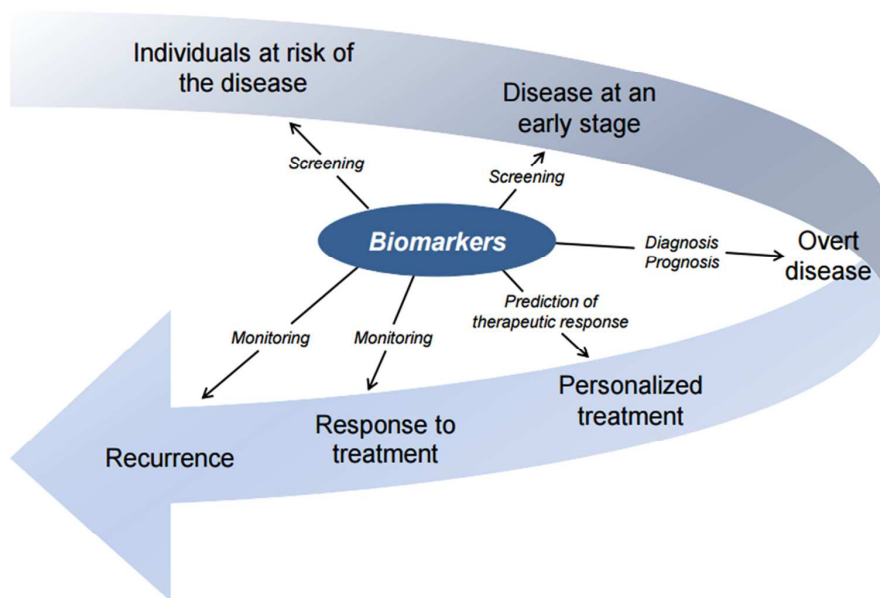 Individuals at risk of
the disease
Disease at an
early stage
Screening
Screening
Biomarkers
Diagnosis
Prognosis
Overt
disease
Prediction of
therapeutic response
Monitoring
Monitoring
Personalized
treatment
Response to
treatment
Recurrence